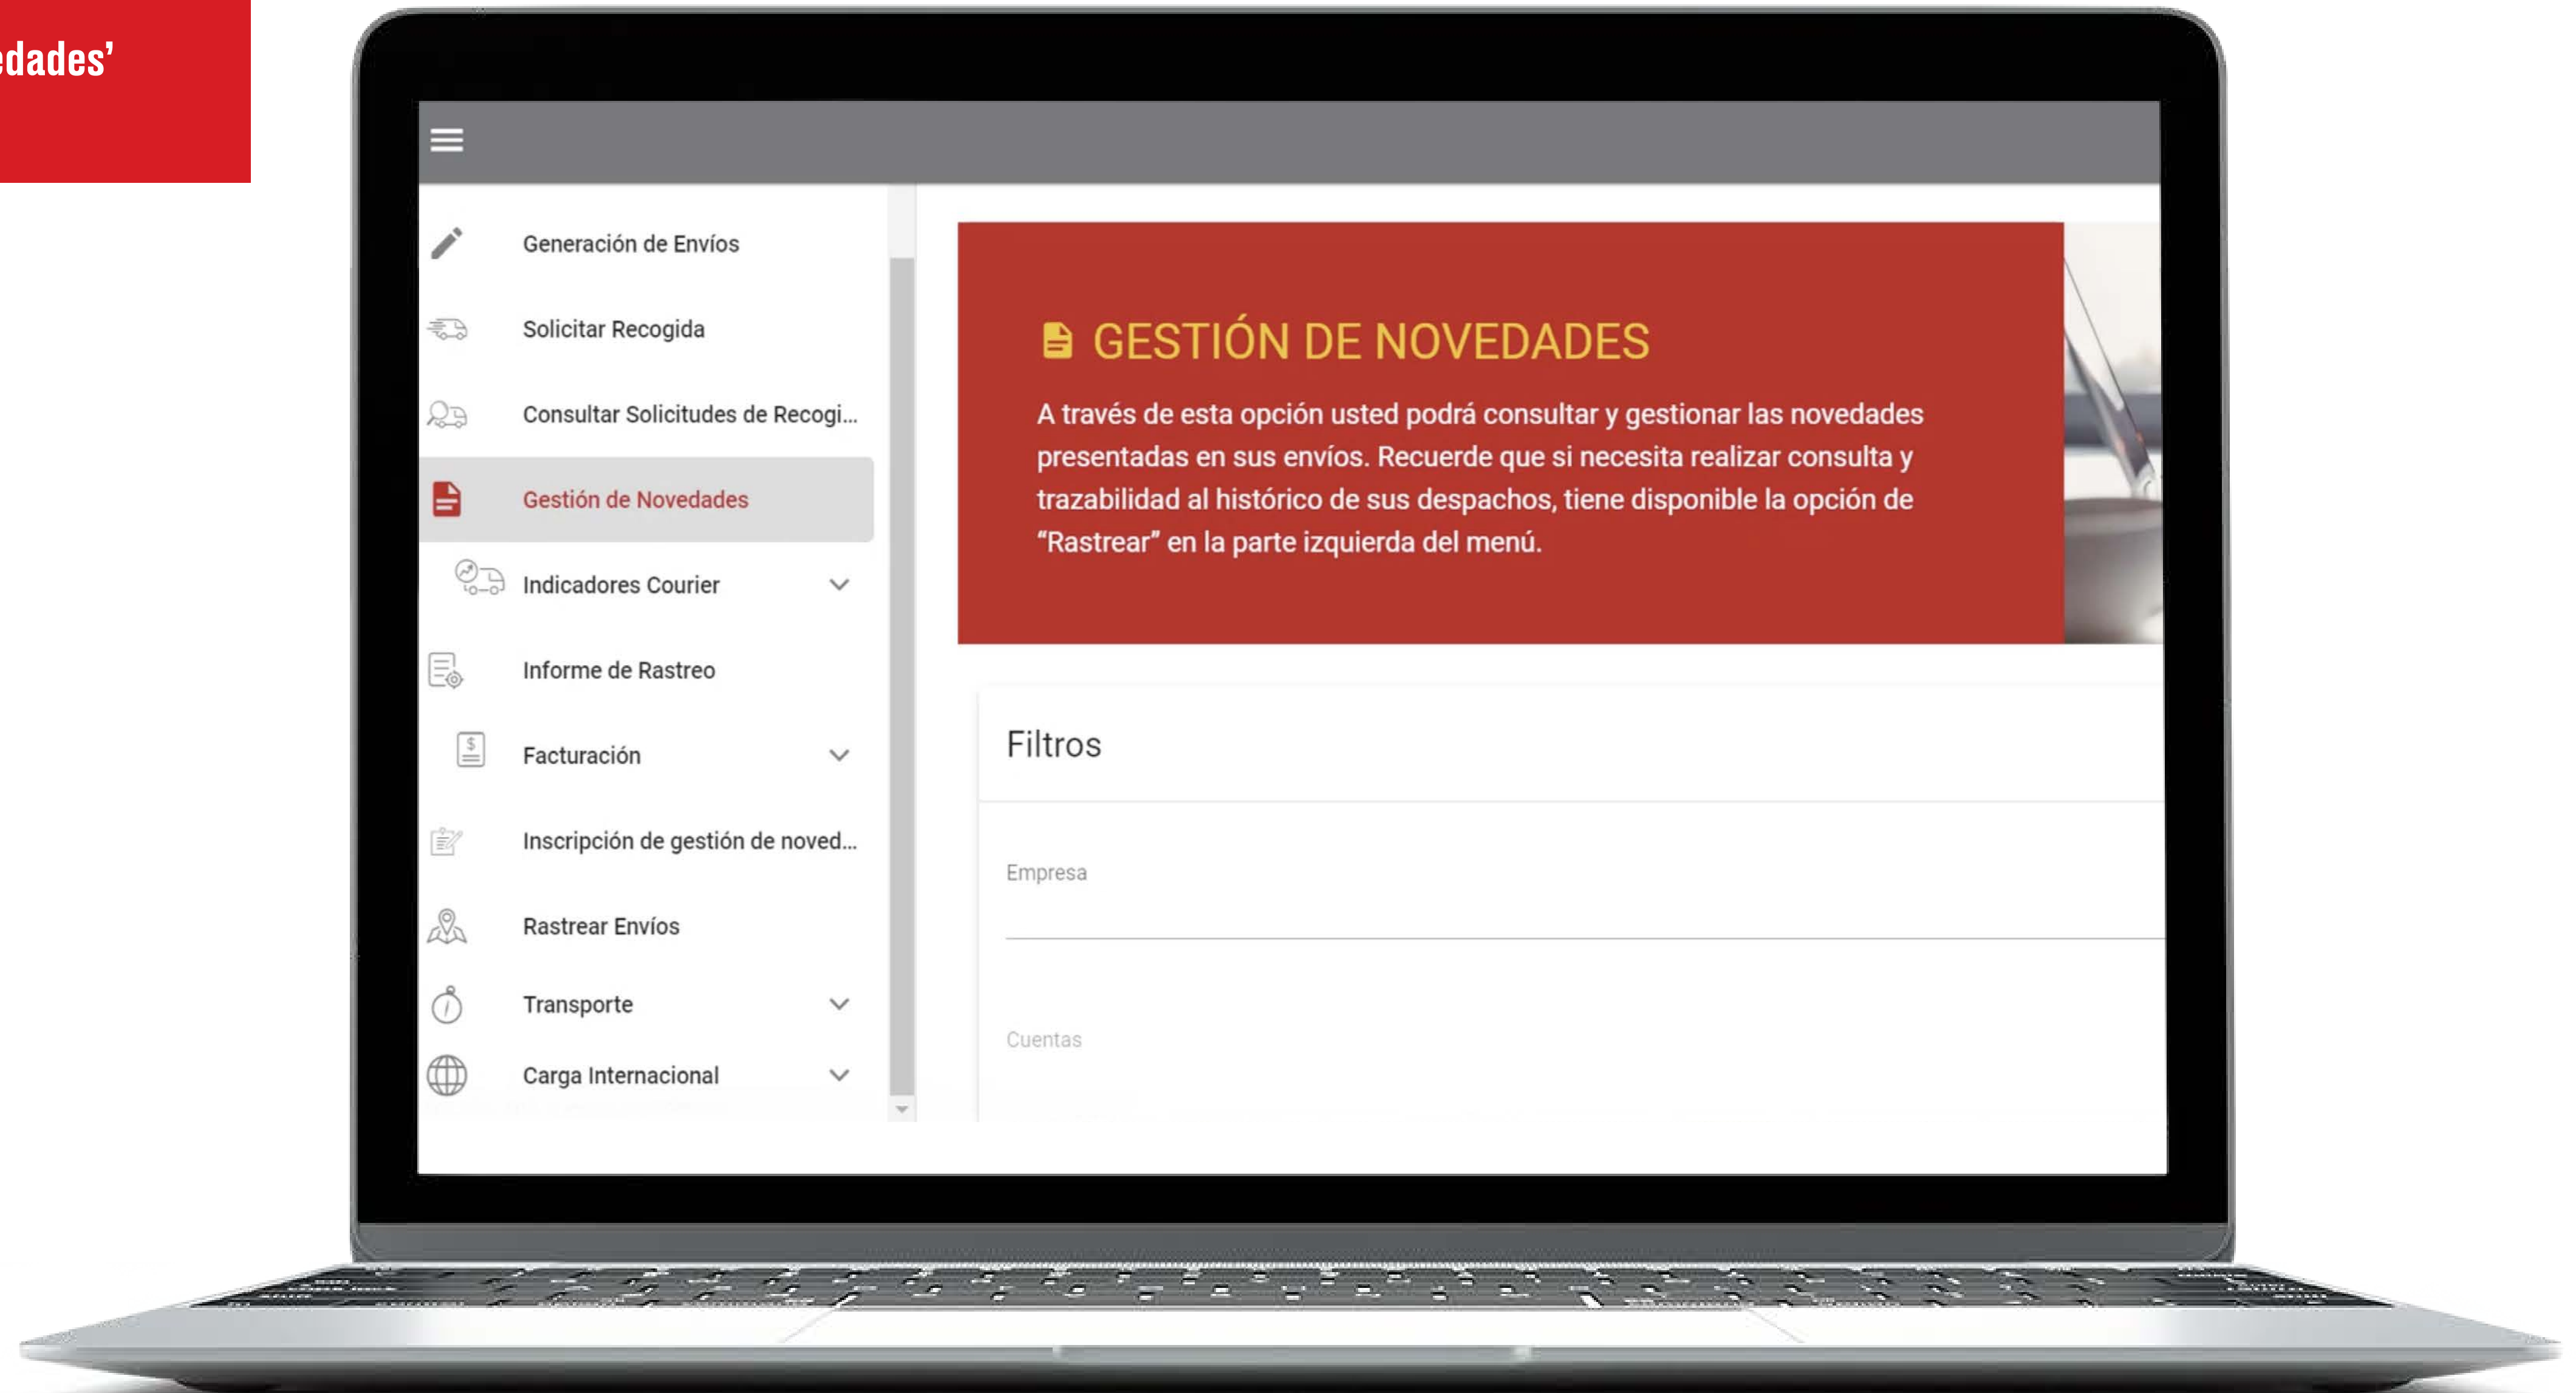 edades’
Generación de Envíos
Solicitar Recogida
Consultar Solicitudes de Recogi...
Gestión de Novedades
Indicadores Courier
Informe de Rastreo
Facturación
Inscripción de gestión de noved...
Rastrear Envíos
Transporte
Carga Internacional
GESTIÓN DE NOVEDADES
A través de esta opción usted podrá consultar y gestionar las novedades
presentadas en sus envíos. Recuerde que si necesita realizar consulta y
trazabilidad al histórico de sus despachos, tiene disponible la opción de
“Rastrear” en la parte izquierda del menú.
Filtros
Empresa
Cuentas